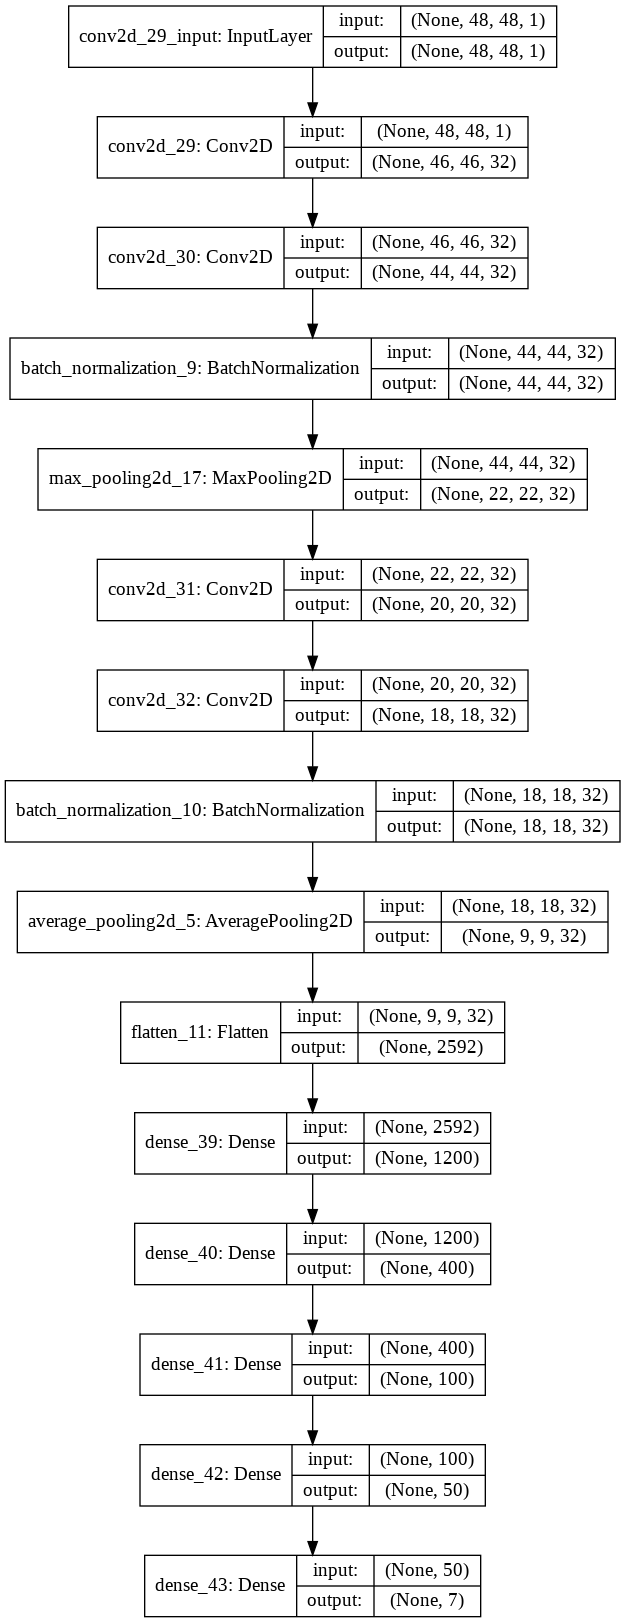 conv2d_29_input: InputLayer
input: (None, 48, 48, 1)
output: (None, 48, 48, 1)
conv2d_29: Conv2D
input: (None, 48, 48, 1)
output: (None, 46, 46, 32)
conv2d_30: Conv2D
input: (None, 46, 46, 32)
output: (None, 44, 44, 32)
batch_normalization_9: BatchNormalization
input: (None, 44, 44, 32)
output: (None, 44, 44, 32)
max_pooling2d_17: MaxPooling2D
input: (None, 44, 44, 32)
output: (None, 22, 22, 32)
conv2d_31: Conv2D
input: (None, 22, 22, 32)
output: (None, 20, 20, 32)
conv2d_32: Conv2D
input: (None, 20, 20, 32)
output: (None, 18, 18, 32)
batch_normalization_10: BatchNormalization
input: (None, 18, 18, 32)
output: (None, 18, 18, 32)
average_pooling2d_5: AveragePooling2D
input: (None, 18, 18, 32)
output: (None, 9, 9, 32)
flatten_11: Flatten
input: (None, 9, 9, 32)
output: (None, 2592)
dense_39: Dense
input: (None, 2592)
output: (None, 1200)
dense_40: Dense
input: (None, 1200)
output: (None, 400)
dense_41: Dense
input: (None, 400)
output: (None, 100)
dense_42: Dense
input: (None, 100)
output: (None, 50)
dense_43: Dense
input: (None, 50)
output: (None, 7)